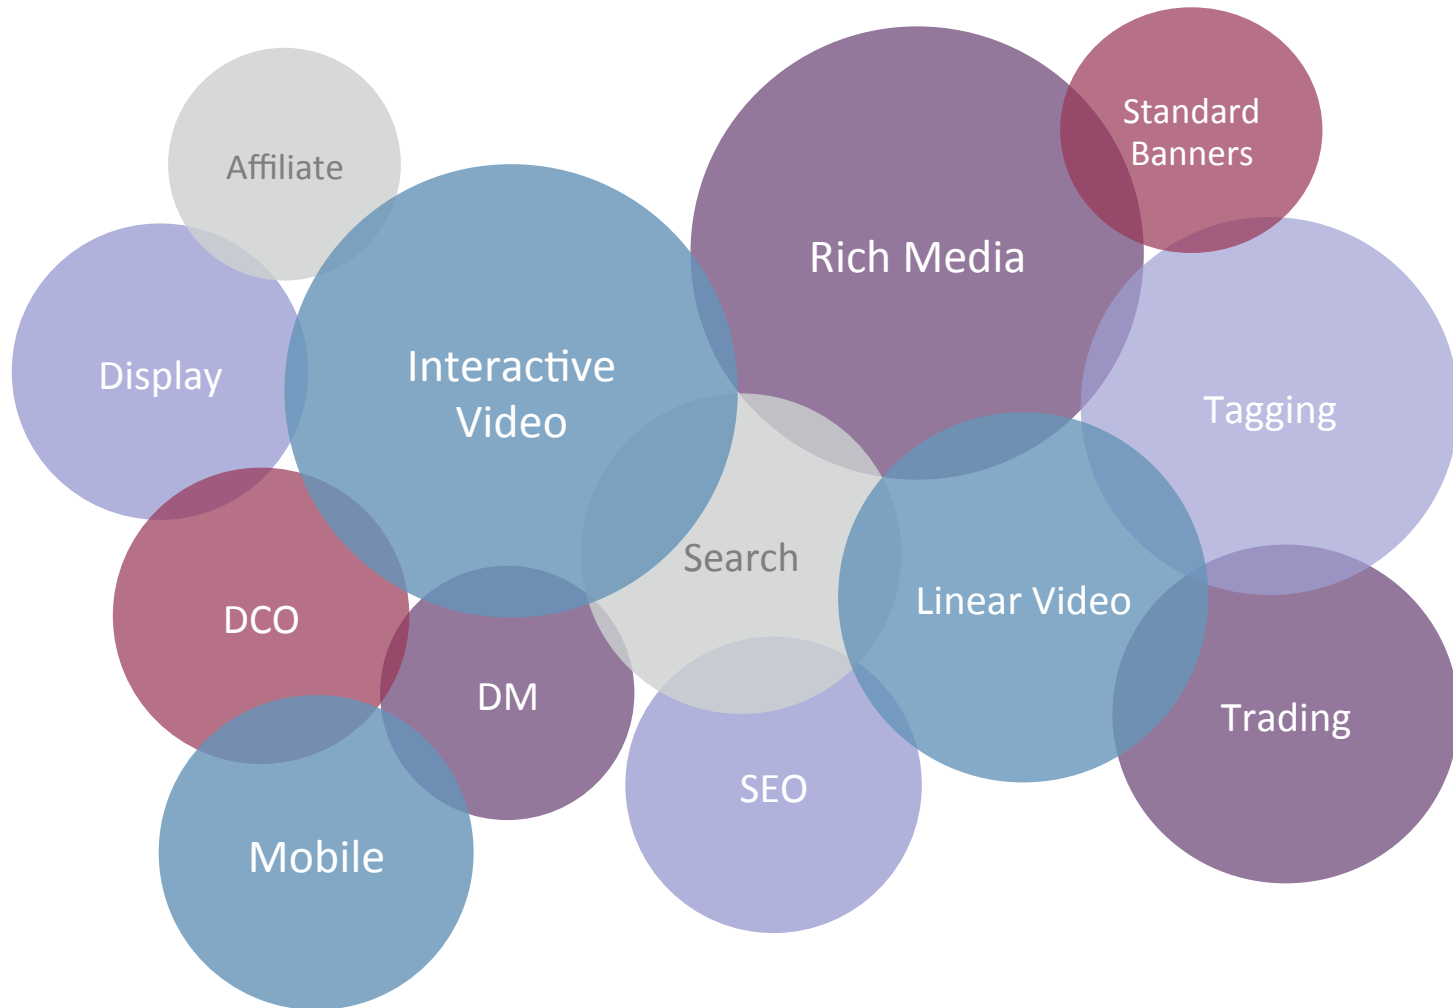 Standard
Banners
Affiliate
Rich Media
Interactive
Video
Display
Tagging
Search
Linear Video
DCO
DM
Trading
SEO
Mobile